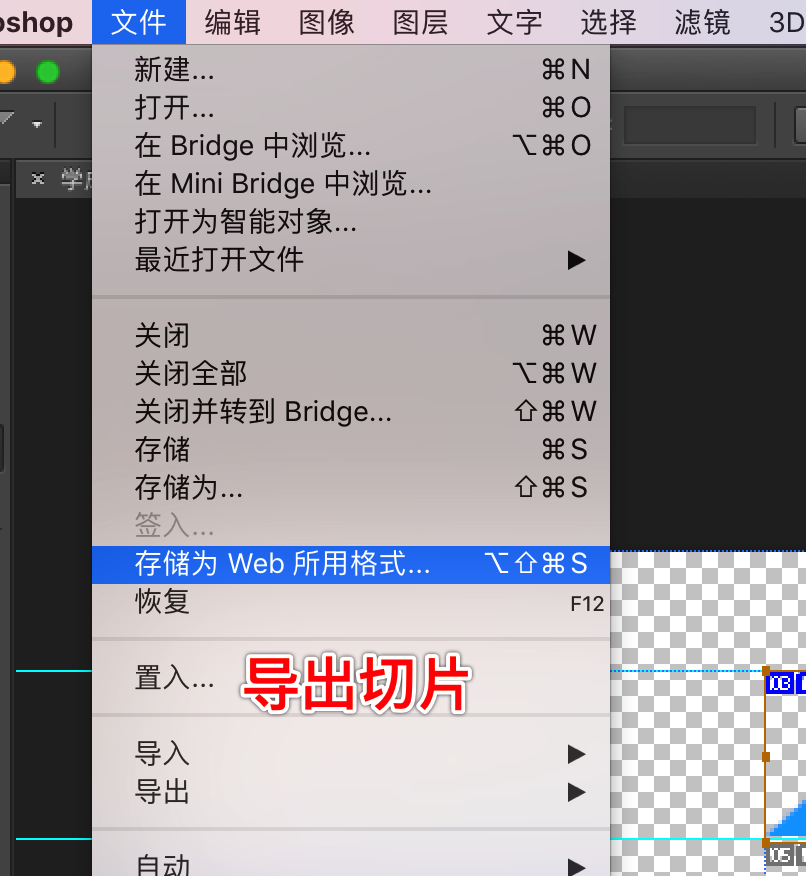 oshop 文件 编辑 图像 图层 文字 选择 滤镜 3D
新建... ⌘N
打开... ⌘O
在 Bridge 中浏览... ⌥⌘O
在 Mini Bridge 中浏览...
打开为智能对象...
最近打开文件 ▶
× 学
关闭 ⌘W
关闭全部 ⌥⌘W
关闭并转到 Bridge... ⇧⌘W
存储 ⌘S
存储为... ⇧⌘S
签入...
存储为 Web 所用格式... ⌥⇧⌘S
恢复 F12
置入...
导出切片
03
导入 ▶
导出 ▶
05
自动 ▶